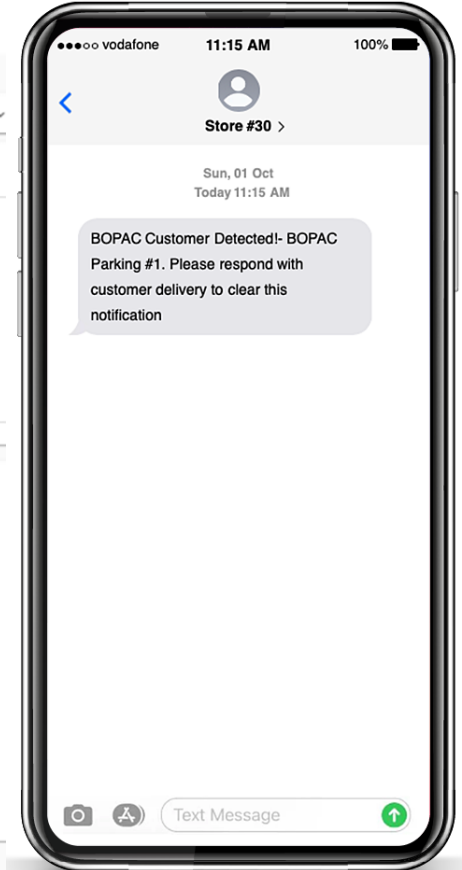 vodafone 11:15 AM 100%
Store #30 >
Sun, 01 Oct
Today 11:15 AM
BOPAC Customer Detected!- BOPAC
Parking #1. Please respond with
customer delivery to clear this
notification
Text Message